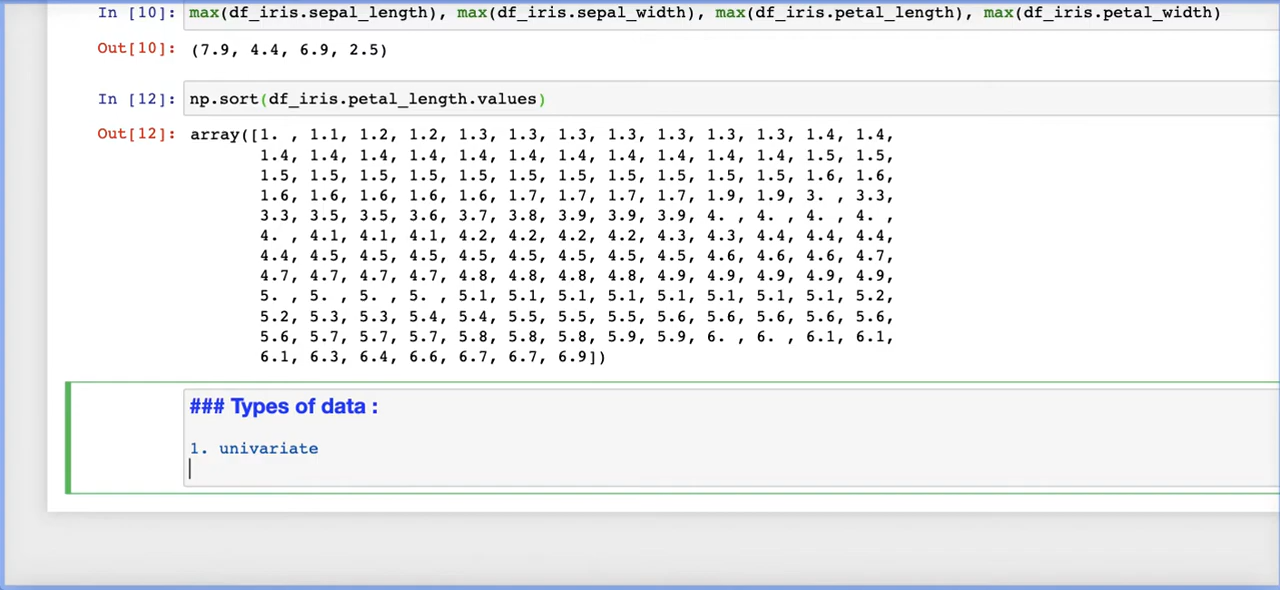 In [10]: max(df_iris.sepal_length), max(df_iris.sepal_width), max(df_iris.petal_length), max(df_iris.petal_width)
Out[10]: (7.9, 4.4, 6.9, 2.5)
In [12]: np.sort(df_iris.petal_length.values)
Out[12]: array([1. , 1.1, 1.2, 1.2, 1.3, 1.3, 1.3, 1.3, 1.3, 1.3, 1.3, 1.4, 1.4,
1.4, 1.4, 1.4, 1.4, 1.4, 1.4, 1.4, 1.4, 1.4, 1.4, 1.4, 1.5, 1.5,
1.5, 1.5, 1.5, 1.5, 1.5, 1.5, 1.5, 1.5, 1.5, 1.5, 1.5, 1.6, 1.6,
1.6, 1.6, 1.6, 1.6, 1.6, 1.7, 1.7, 1.7, 1.7, 1.9, 1.9, 3. , 3.3,
3.3, 3.5, 3.5, 3.6, 3.7, 3.8, 3.9, 3.9, 3.9, 4. , 4. , 4. , 4. ,
4. , 4.1, 4.1, 4.1, 4.2, 4.2, 4.2, 4.2, 4.3, 4.3, 4.4, 4.4, 4.4,
4.4, 4.5, 4.5, 4.5, 4.5, 4.5, 4.5, 4.5, 4.5, 4.6, 4.6, 4.6, 4.7,
4.7, 4.7, 4.7, 4.7, 4.8, 4.8, 4.8, 4.8, 4.9, 4.9, 4.9, 4.9, 4.9,
5. , 5. , 5. , 5. , 5.1, 5.1, 5.1, 5.1, 5.1, 5.1, 5.1, 5.1, 5.2,
5.2, 5.3, 5.3, 5.4, 5.4, 5.5, 5.5, 5.5, 5.6, 5.6, 5.6, 5.6, 5.6,
5.6, 5.7, 5.7, 5.7, 5.8, 5.8, 5.8, 5.9, 5.9, 6. , 6. , 6.1, 6.1,
6.1, 6.3, 6.4, 6.6, 6.7, 6.7, 6.9])
### Types of data :
1. univariate